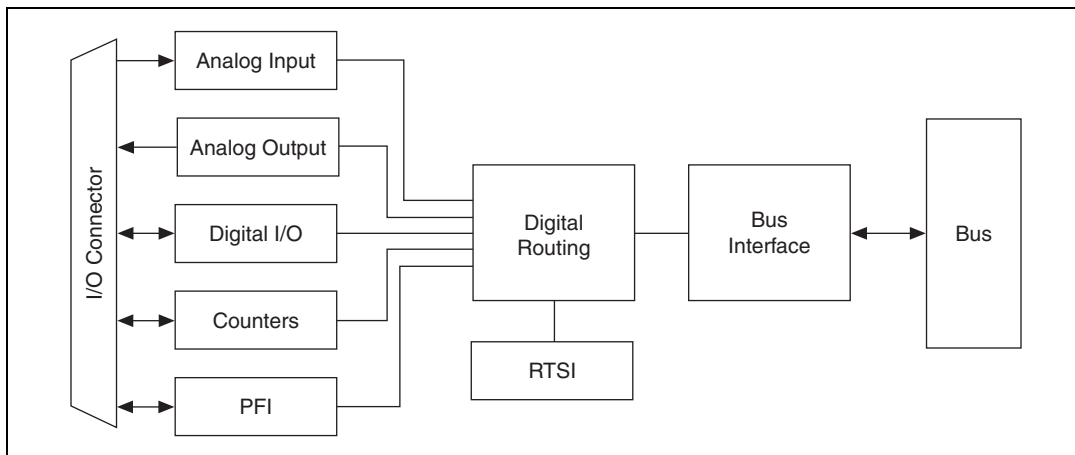 I/O Connector
Analog Input
Analog Output
Digital I/O
Counters
PFI
Digital
Routing
RTSI
Bus
Interface
Bus